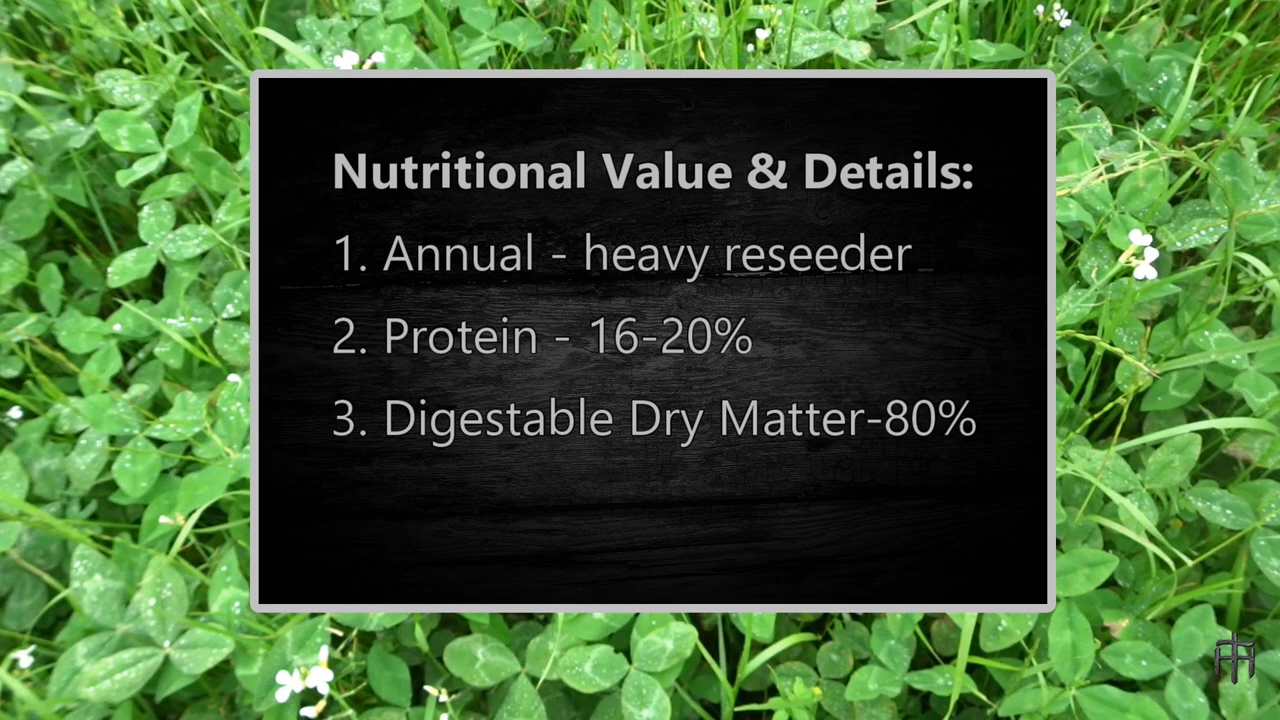 Nutritional Value & Details:
1. Annual - heavy reseeder
2. Protein - 16-20%
3. Digestable Dry Matter-80%